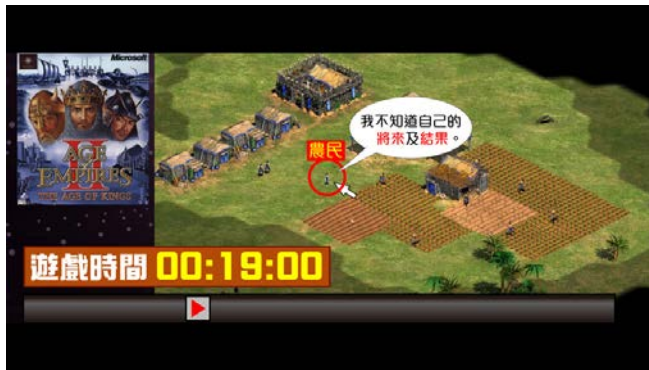 Microsoft
AGE
OF
EMPIRES
II
THE AGE OF KINGS
我不知道自己的
將來及結果。
農民
遊戲時間 00:19:00